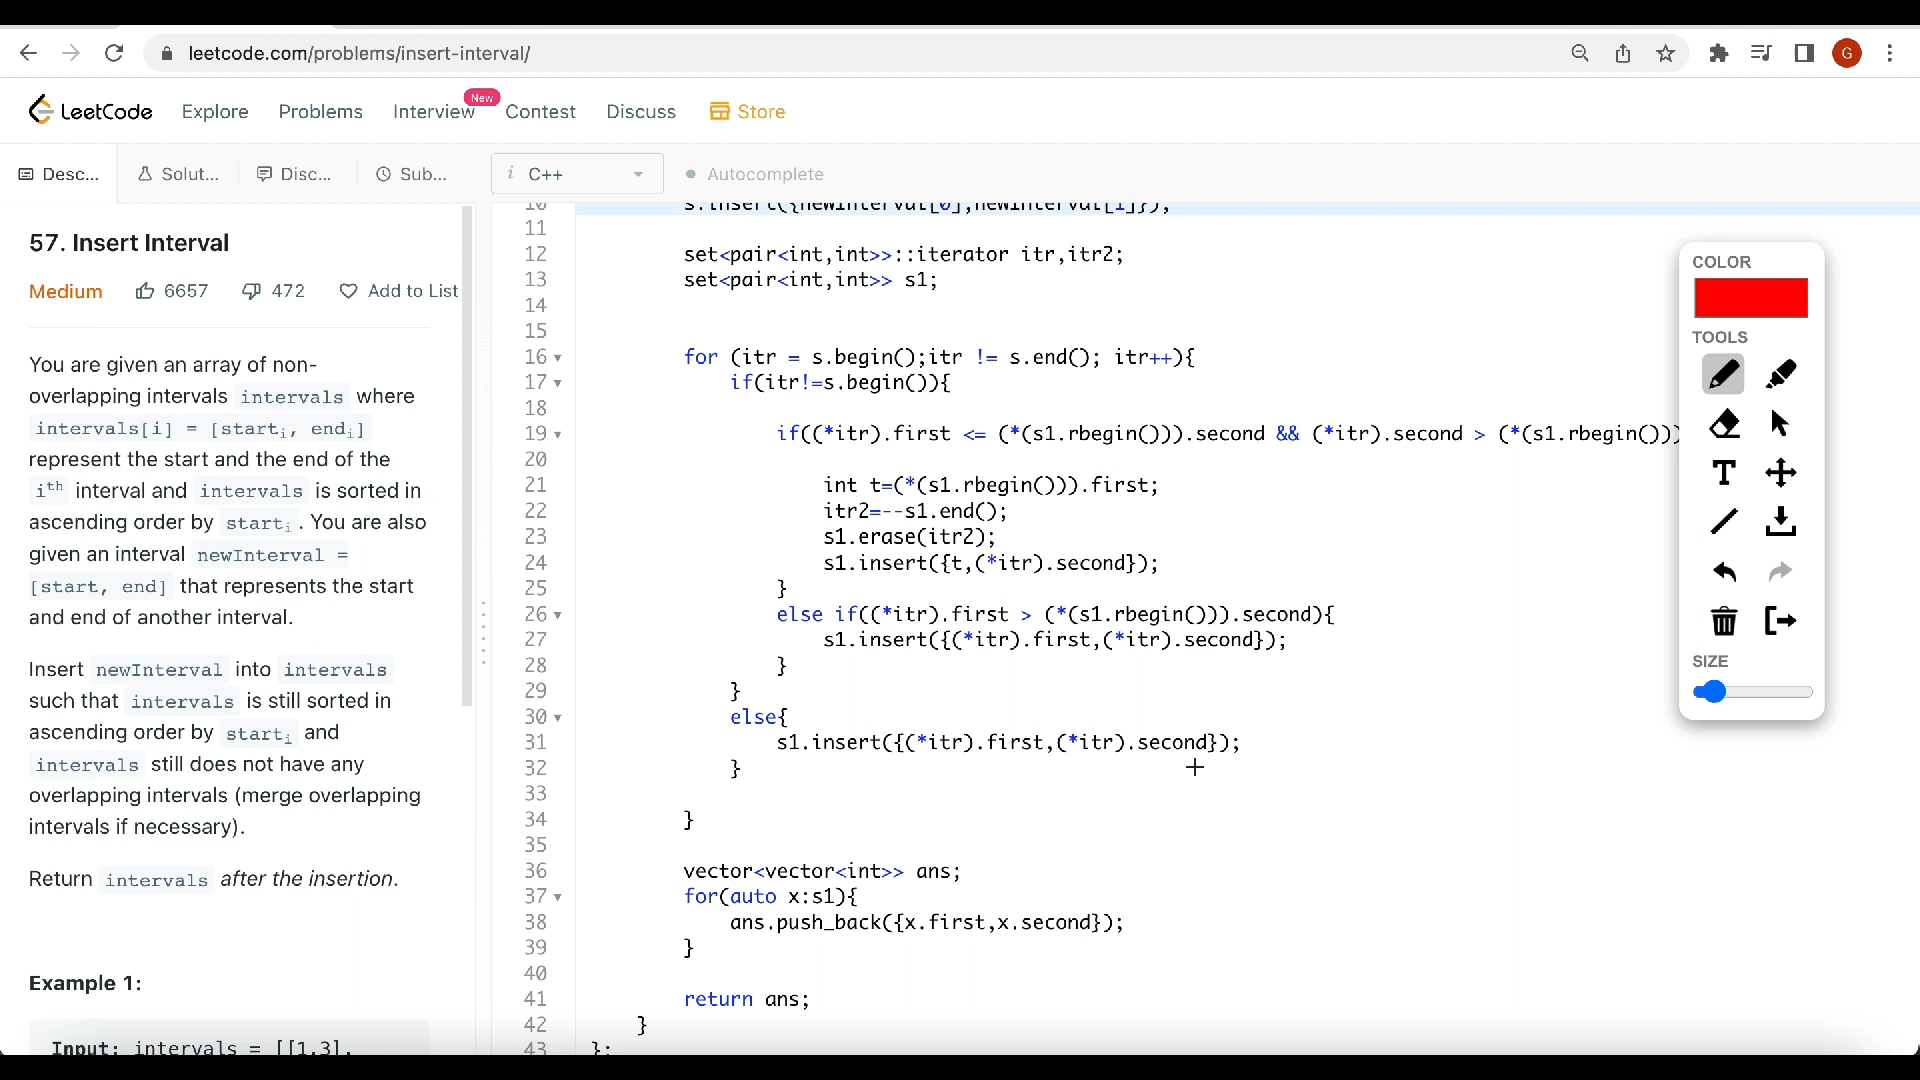 leetcode.com/problems/insert-interval/
G
LeetCode
Explore
Problems
Interview
New
Contest
Discuss
Store
Desc...
Solut...
Disc...
Sub...
i C++
Autocomplete
57. Insert Interval
Medium 6657 472 Add to List
You are given an array of non-
overlapping intervals intervals where
intervals[i] = [starti, endi]
represent the start and the end of the
ith interval and intervals is sorted in
ascending order by starti. You are also
given an interval newInterval =
[start, end] that represents the start
and end of another interval.
Insert newInterval into intervals
such that intervals is still sorted in
ascending order by starti and
intervals still does not have any
overlapping intervals (merge overlapping
intervals if necessary).
Return intervals after the insertion.
Example 1:
Input: intervals = [[1,3],
10 s.insert({newInterval[0],newInterval[1]});
11
12 set<pair<int,int>>::iterator itr,itr2;
13 set<pair<int,int>> s1;
14
15
16 for (itr = s.begin();itr != s.end(); itr++){
17 if(itr!=s.begin()){
18
19 if((*itr).first <= (*(s1.rbegin())).second && (*itr).second > (*(s1.rbegin()))
20
21 int t=(*(s1.rbegin())).first;
22 itr2=--s1.end();
23 s1.erase(itr2);
24 s1.insert({t,(*itr).second});
25 }
26 else if((*itr).first > (*(s1.rbegin())).second){
27 s1.insert({(*itr).first,(*itr).second});
28 }
29 }
30 else{
31 s1.insert({(*itr).first,(*itr).second});
32 }
33
34 }
35
36 vector<vector<int>> ans;
37 for(auto x:s1){
38 ans.push_back({x.first,x.second});
39 }
40
41 return ans;
42 }
43 };
COLOR
TOOLS
T
SIZE